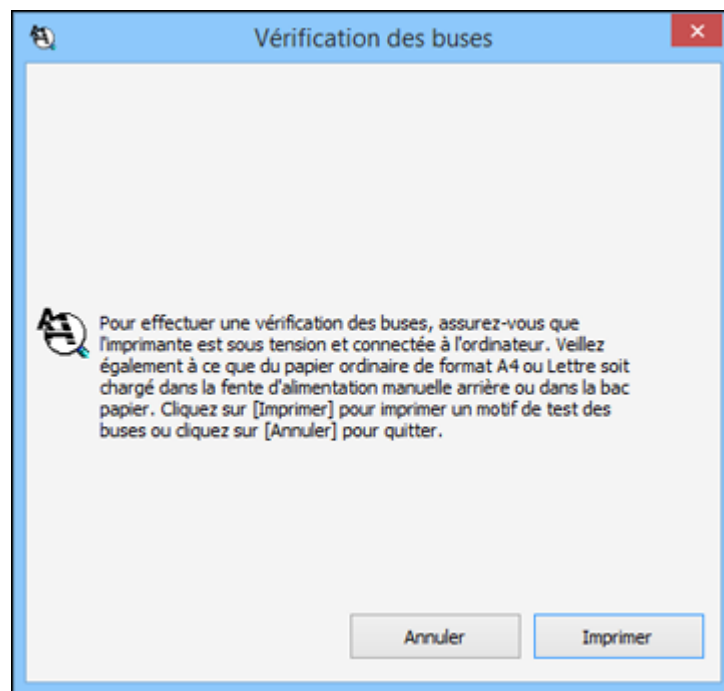 Vérification des buses
Pour effectuer une vérification des buses, assurez-vous que
l'imprimante est sous tension et connectée à l'ordinateur. Veillez
également à ce que du papier ordinaire de format A4 ou Lettre soit
chargé dans la fente d'alimentation manuelle arrière ou dans la bac
papier. Cliquez sur [Imprimer] pour imprimer un motif de test des
buses ou cliquez sur [Annuler] pour quitter.
Annuler
Imprimer